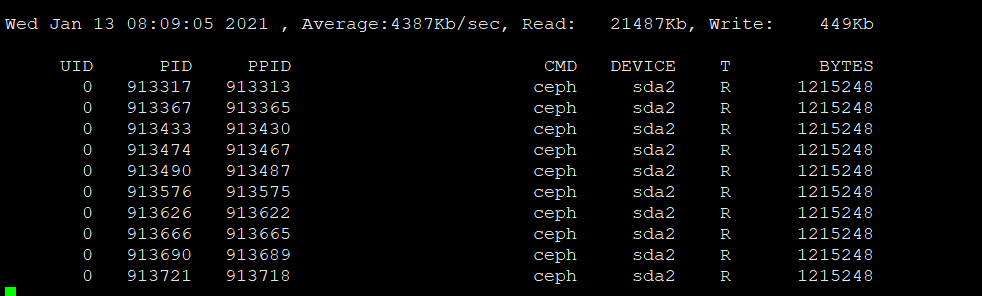 Wed Jan 13 08:09:05 2021 , Average:4387Kb/sec, Read:   21487Kb, Write:    449Kb
UID      PID     PPID                       CMD   DEVICE    T        BYTES
0   913317   913313                      ceph     sda2    R      1215248
0   913367   913365                      ceph     sda2    R      1215248
0   913433   913430                      ceph     sda2    R      1215248
0   913474   913467                      ceph     sda2    R      1215248
0   913490   913487                      ceph     sda2    R      1215248
0   913576   913575                      ceph     sda2    R      1215248
0   913626   913622                      ceph     sda2    R      1215248
0   913666   913665                      ceph     sda2    R      1215248
0   913690   913689                      ceph     sda2    R      1215248
0   913721   913718                      ceph     sda2    R      1215248